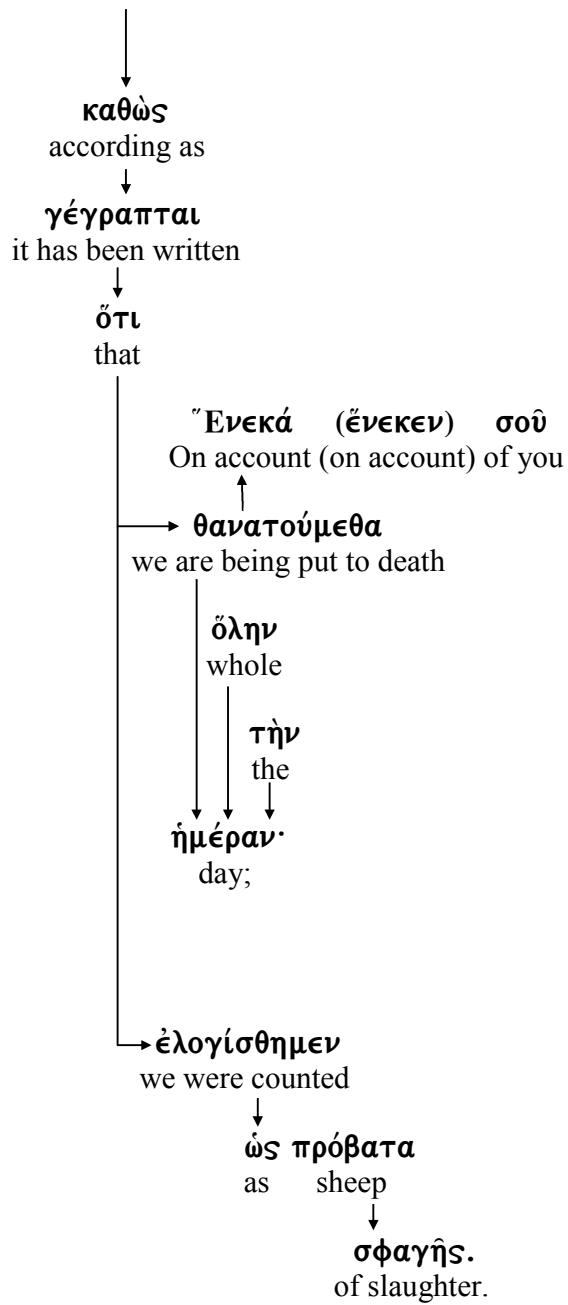 καθὼς
according as
γέγραπται
it has been written
ὅτι
that
Ἕνεκά (ἕνεκεν) σοῦ
On account (on account) of you
θανατούμεθα
we are being put to death
ὅλην
whole
τὴν
the
ἡμέραν·
day;
ἐλογίσθημεν
we were counted
ὡς πρόβατα
as sheep
σφαγῆς.
of slaughter.